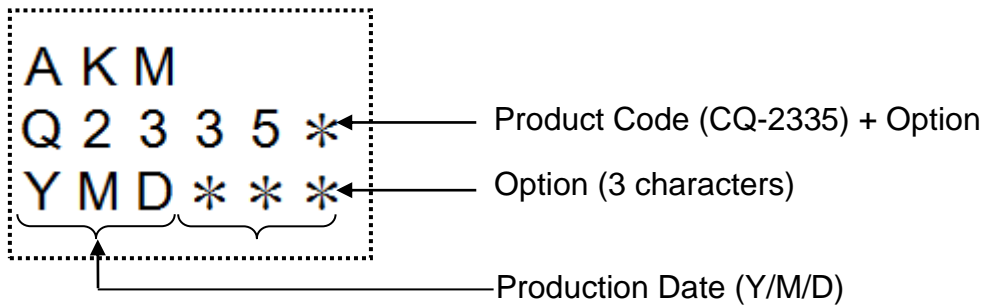 A K M
Q 2 3 3 5 * Product Code (CQ-2335) + Option
Y M D * * * Option (3 characters)
Production Date (Y/M/D)